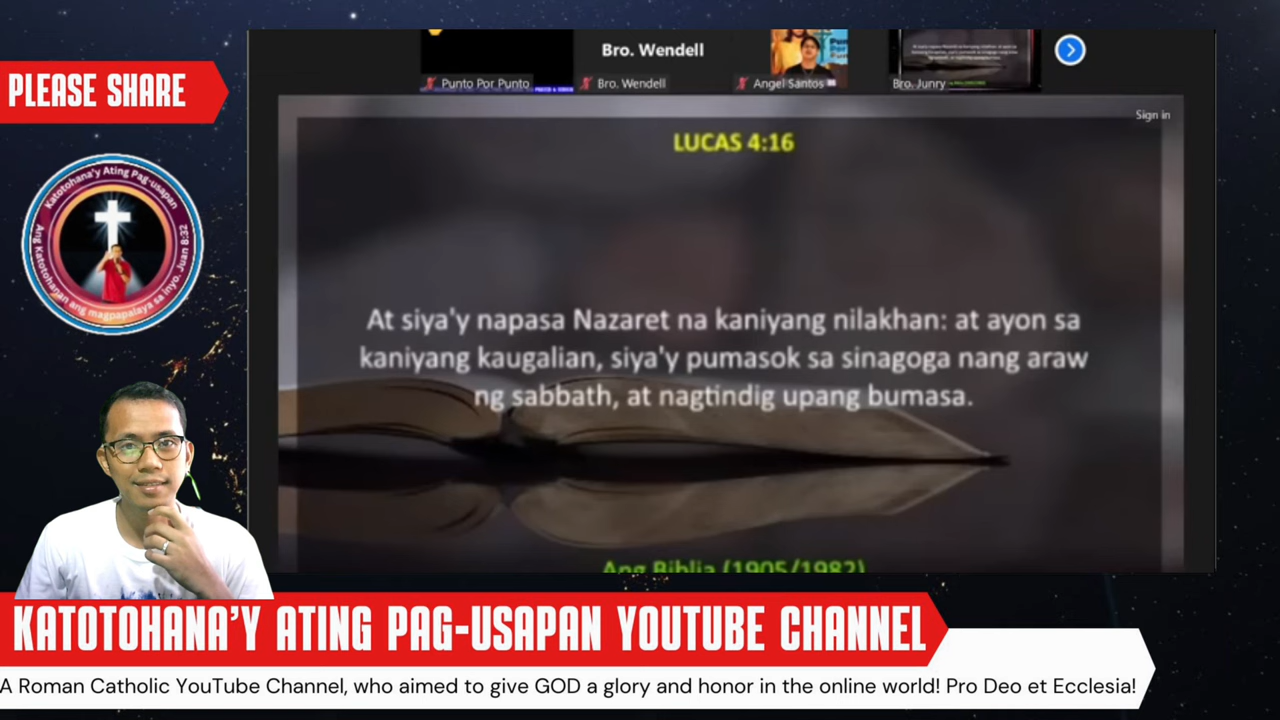 PLEASE SHARE
Katotohana'y Ating Pag-usapan
Ang Katotohanan ang magpapalaya sa inyo. Juan 8:32
Bro. Wendell
Punto Por Punto
Bro. Wendell
Angel Santos
Bro. Junry
Sign in
LUCAS 4:16
At siya'y napasa Nazaret na kaniyang nilakhan: at ayon sa
kaniyang kaugalian, siya'y pumasok sa sinagoga nang araw
ng sabbath, at nagtindig upang bumasa.
Ang Biblia (1905/1982)
KATOTOHANA'Y ATING PAG-USAPAN YOUTUBE CHANNEL
A Roman Catholic YouTube Channel, who aimed to give GOD a glory and honor in the online world! Pro Deo et Ecclesia!